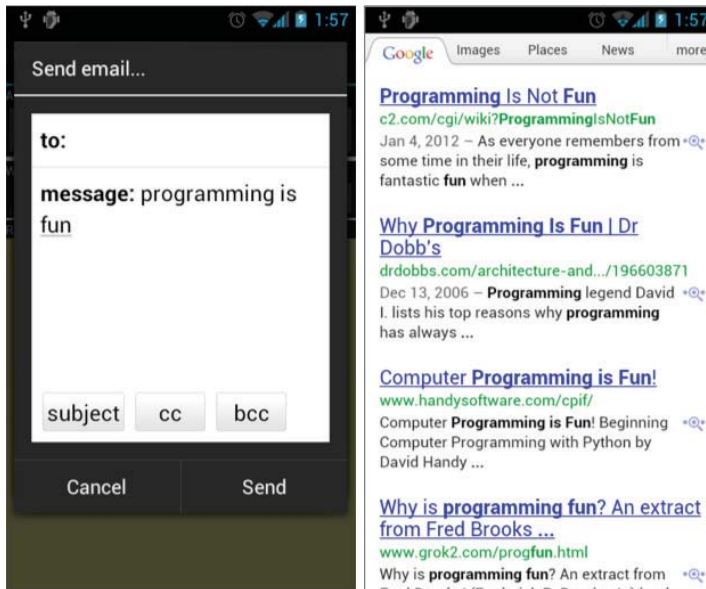 1:57
Send email...
to:
message: programming is
fun
subject cc bcc
Cancel Send
1:57
Google Images Places News more
Programming Is Not Fun
c2.com/cgi/wiki?ProgrammingIsNotFun
Jan 4, 2012 – As everyone remembers from
some time in their life, programming is
fantastic fun when ...
Why Programming Is Fun | Dr
Dobb's
drdobbs.com/architecture-and.../196603871
Dec 13, 2006 – Programming legend David
I. lists his top reasons why programming
has always ...
Computer Programming is Fun!
www.handysoftware.com/cpif/
Computer Programming is Fun! Beginning
Computer Programming with Python by
David Handy ...
Why is programming fun? An extract
from Fred Brooks ...
www.grok2.com/progfun.html
Why is programming fun? An extract from